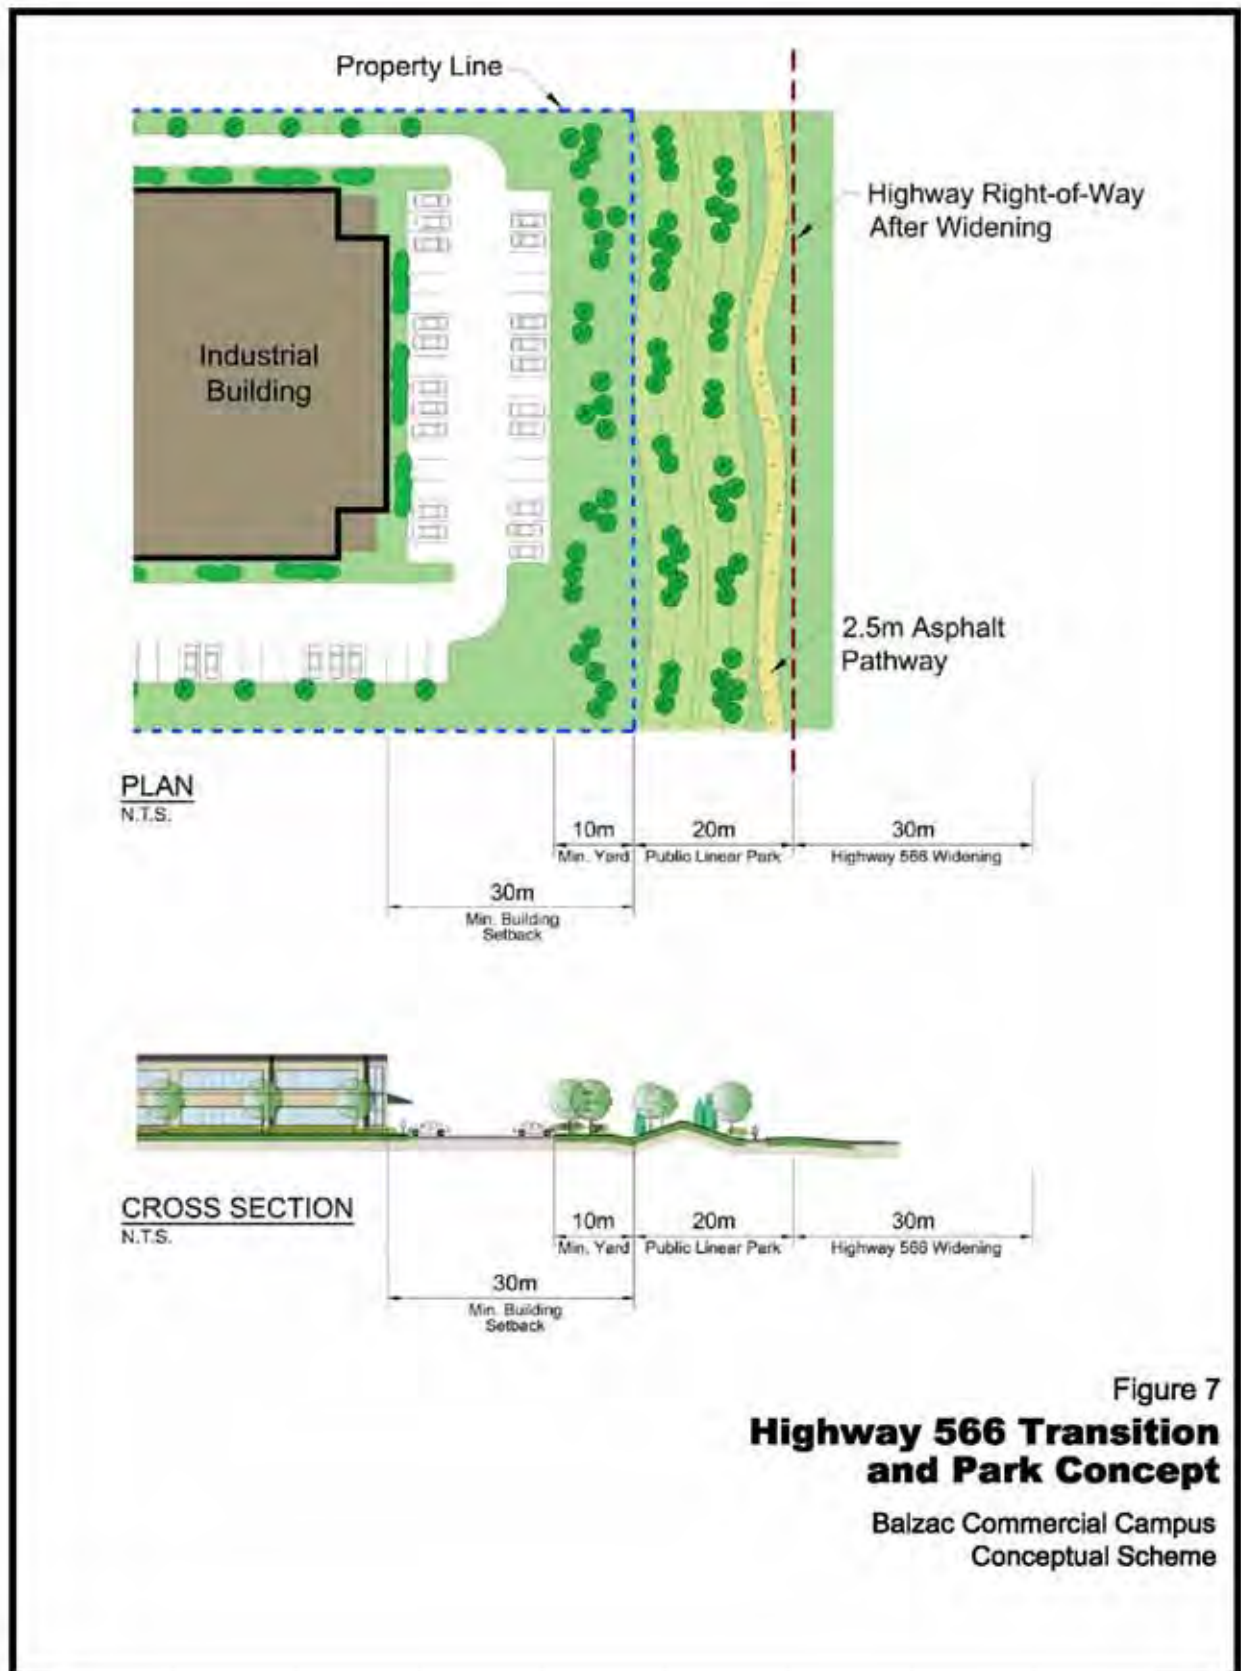 Property Line
Highway Right-of-Way
After Widening
Industrial
Building
2.5m Asphalt
Pathway
PLAN
N.T.S.
10m
Min. Yard
20m
Public Linear Park
30m
Highway 566 Widening
30m
Min. Building
Setback
CROSS SECTION
N.T.S.
10m
Min. Yard
20m
Public Linear Park
30m
Highway 566 Widening
30m
Min. Building
Setback
Figure 7
Highway 566 Transition
and Park Concept
Balzac Commercial Campus
Conceptual Scheme